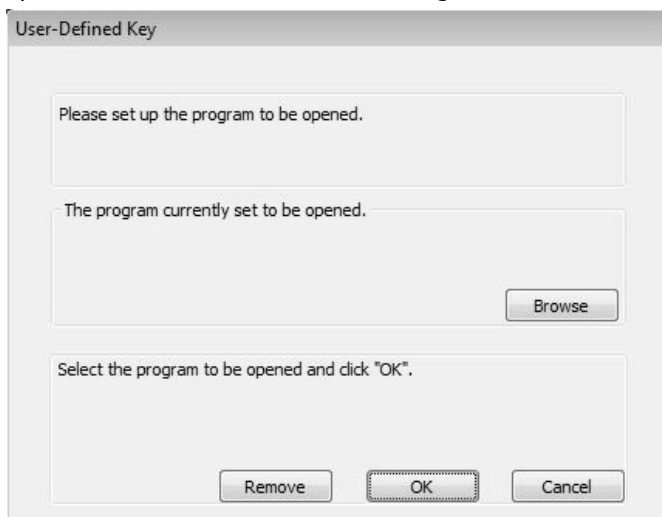 User-Defined Key
Please set up the program to be opened.
The program currently set to be opened.
Browse
Select the program to be opened and click "OK".
Remove OK Cancel